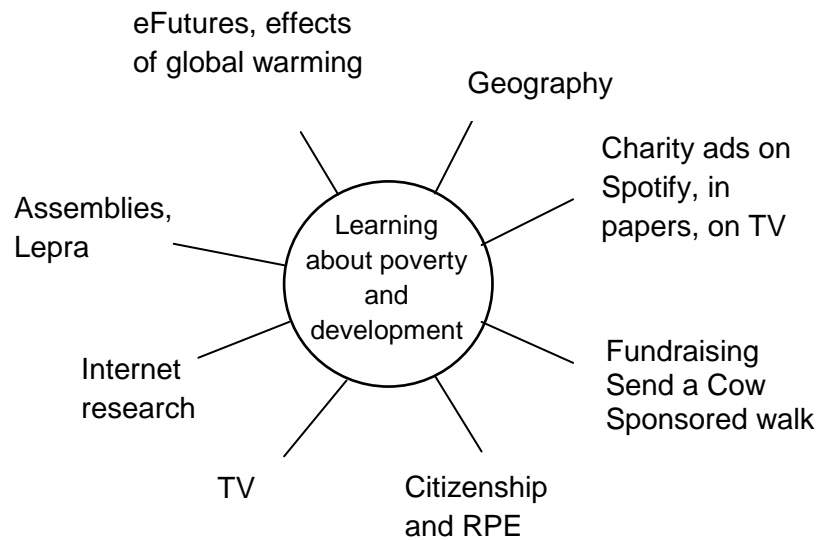 eFutures, effects
of global warming
Geography
Charity ads on
Spotify, in
papers, on TV
Assemblies,
Lepra
Learning
about poverty
and
development
Internet
research
Fundraising
Send a Cow
Sponsored walk
TV
Citizenship
and RPE